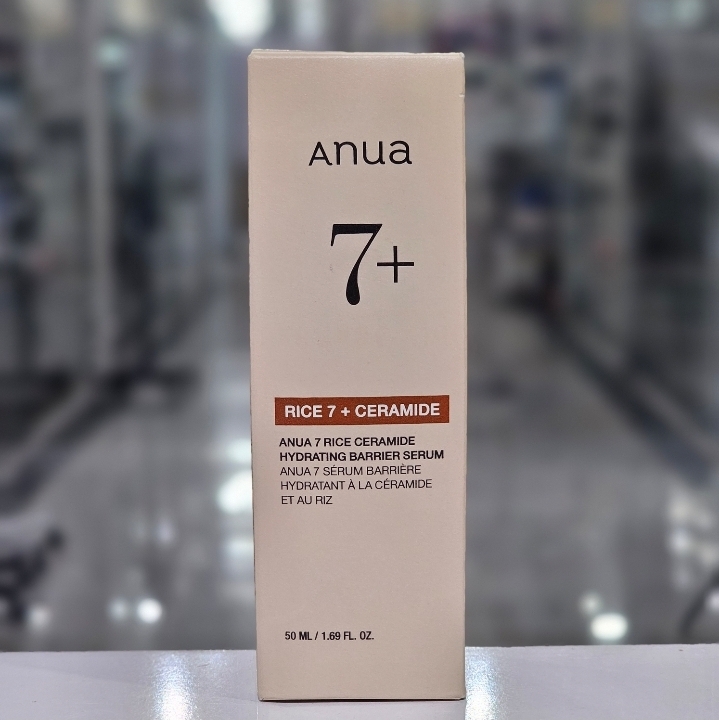 Anua
7+
RICE 7 + CERAMIDE
ANUA 7 RICE CERAMIDE
HYDRATING BARRIER SERUM
ANUA 7 SÉRUM BARRIÈRE
HYDRATANT À LA CÉRAMIDE
ET AU RIZ
50 ML / 1.69 FL. OZ.